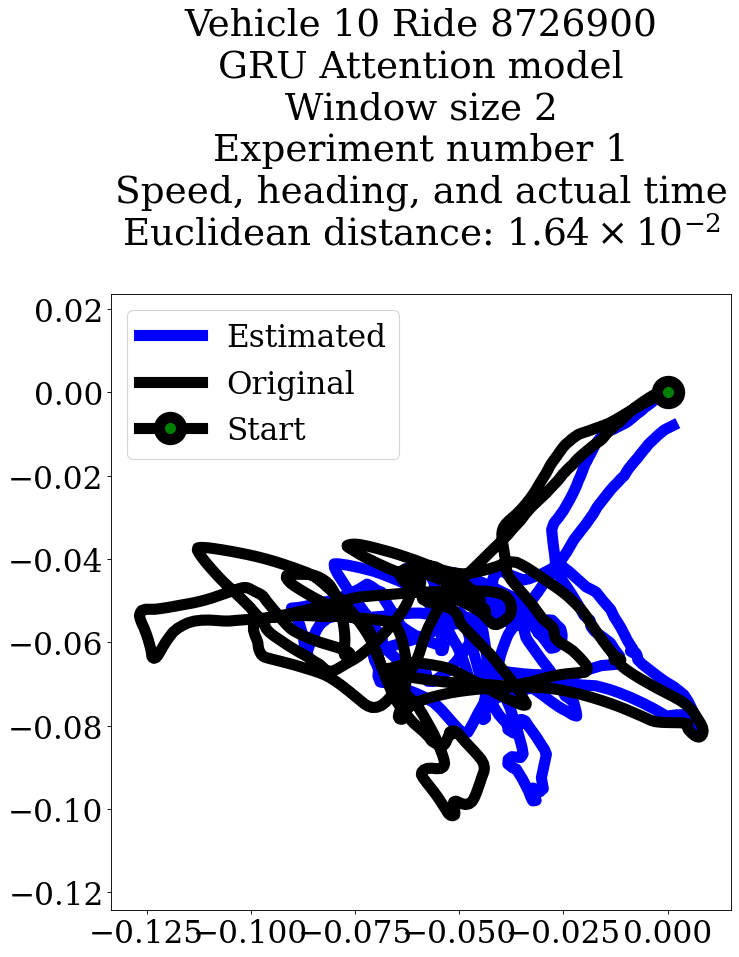 Vehicle 10 Ride 8726900
GRU Attention model
Window size 2
Experiment number 1
Speed, heading, and actual time
Euclidean distance: 1.64 × 10⁻²
Estimated
Original
Start
0.02
0.00
−0.02
−0.04
−0.06
−0.08
−0.10
−0.12
−0.125 −0.100 −0.075 −0.050 −0.025 0.000